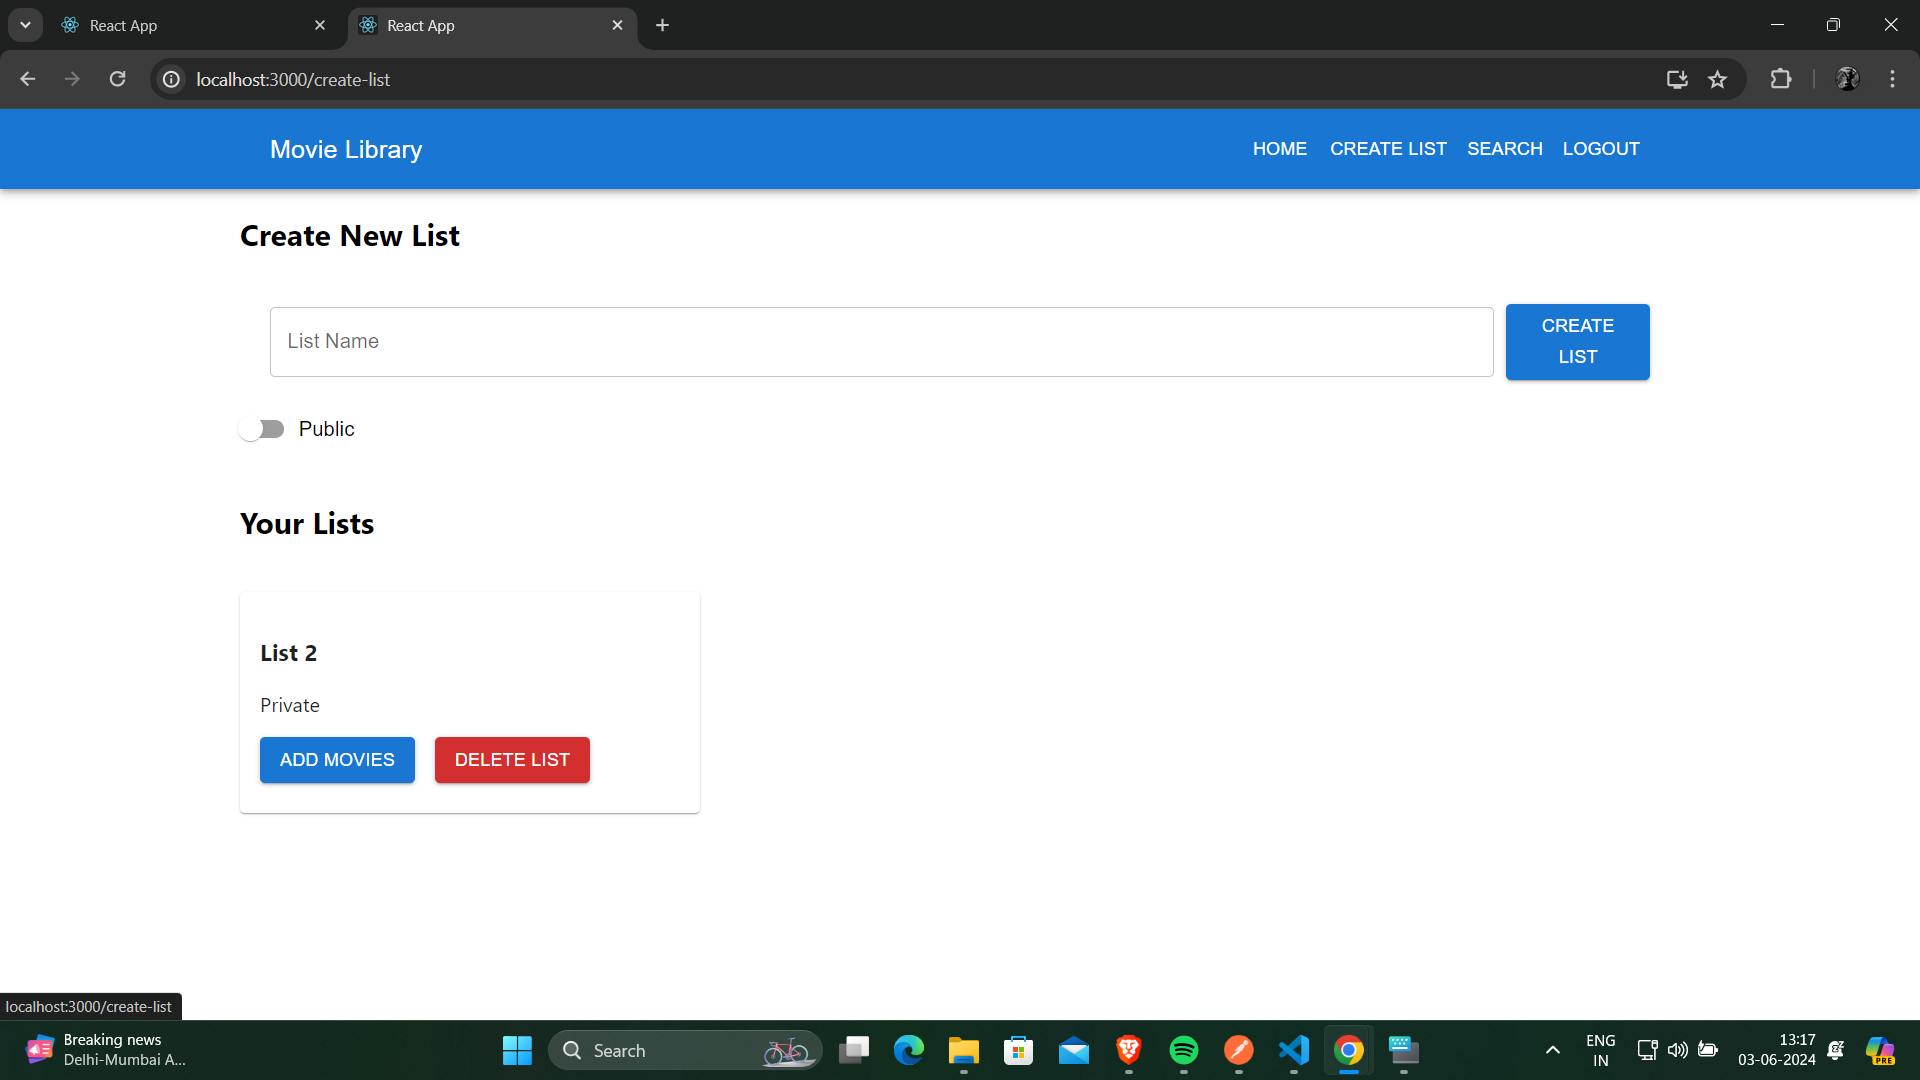 React App
React App
localhost:3000/create-list
Movie Library
HOME
CREATE LIST
SEARCH
LOGOUT
Create New List
List Name
CREATE
LIST
Public
Your Lists
List 2
Private
ADD MOVIES
DELETE LIST
localhost:3000/create-list
Breaking news
Delhi-Mumbai A...
Search
ENG
IN
13:17
03-06-2024
PRE